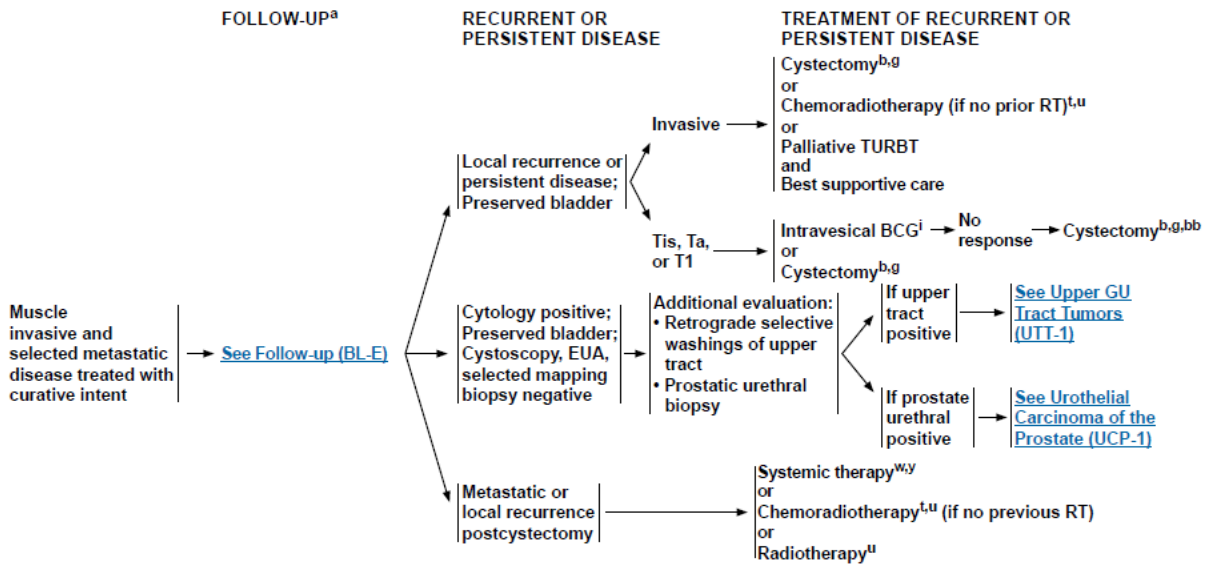 FOLLOW-UPa
RECURRENT OR
PERSISTENT DISEASE
TREATMENT OF RECURRENT OR
PERSISTENT DISEASE
Muscle
invasive and
selected metastatic
disease treated with
curative intent
See Follow-up (BL-E)
Local recurrence or
persistent disease;
Preserved bladder
Invasive
Cystectomyb,g
or
Chemoradiotherapy (if no prior RT)t,u
or
Palliative TURBT
and
Best supportive care
Tis, Ta,
or T1
Intravesical BCGi
or
Cystectomyb,g
No
response
Cystectomyb,g,bb
Cytology positive;
Preserved bladder;
Cystoscopy, EUA,
selected mapping
biopsy negative
Additional evaluation:
• Retrograde selective
washings of upper
tract
• Prostatic urethral
biopsy
If upper
tract
positive
See Upper GU
Tract Tumors
(UTT-1)
If prostate
urethral
positive
See Urothelial
Carcinoma of the
Prostate (UCP-1)
Metastatic or
local recurrence
postcystectomy
Systemic therapyw,y
or
Chemoradiotherapyt,u (if no previous RT)
or
Radiotherapyu